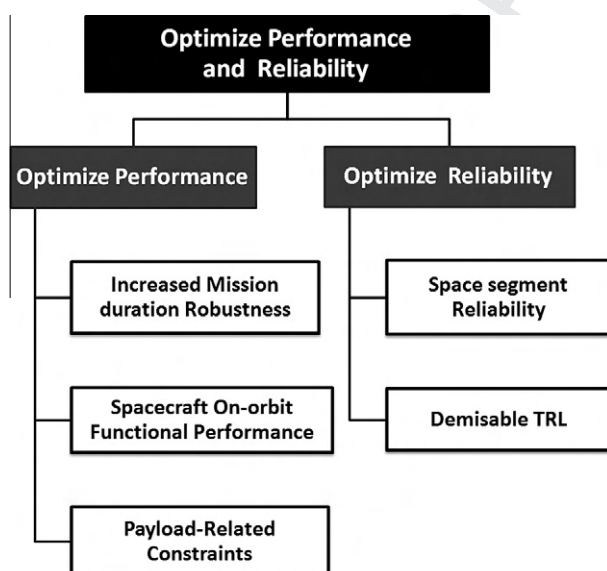 Optimize Performance
and Reliability
Optimize Performance
Optimize Reliability
Increased Mission
duration Robustness
Space segment
Reliability
Spacecraft On-orbit
Functional Performance
Demisable TRL
Payload-Related
Constraints